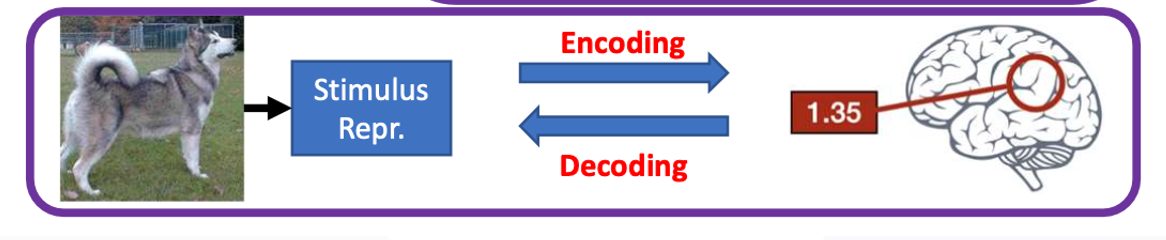 Encoding
Stimulus
Repr.
1.35
Decoding